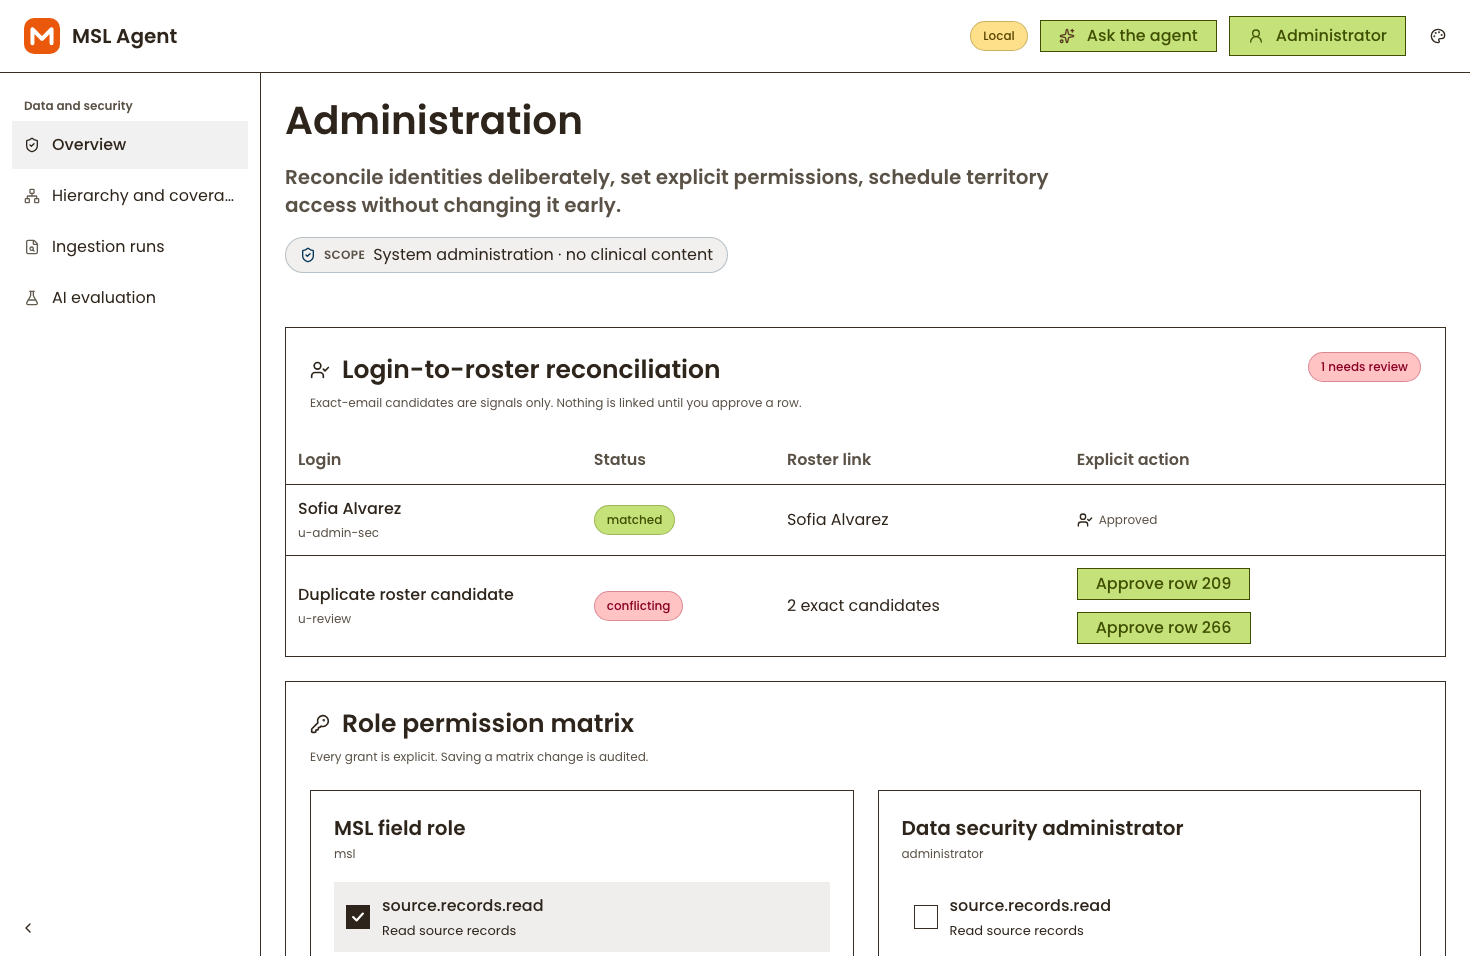 MSL Agent
Local
Ask the agent
Administrator
Data and security
Overview
Hierarchy and covera…
Ingestion runs
AI evaluation
Administration
Reconcile identities deliberately, set explicit permissions, schedule territory
access without changing it early.
SCOPE System administration · no clinical content
Login-to-roster reconciliation
1 needs review
Exact-email candidates are signals only. Nothing is linked until you approve a row.
Login Status Roster link Explicit action
Sofia Alvarez
u-admin-sec
matched
Sofia Alvarez
Approved
Duplicate roster candidate
u-review
conflicting
2 exact candidates
Approve row 209
Approve row 266
Role permission matrix
Every grant is explicit. Saving a matrix change is audited.
MSL field role
msl
source.records.read
Read source records
Data security administrator
administrator
source.records.read
Read source records